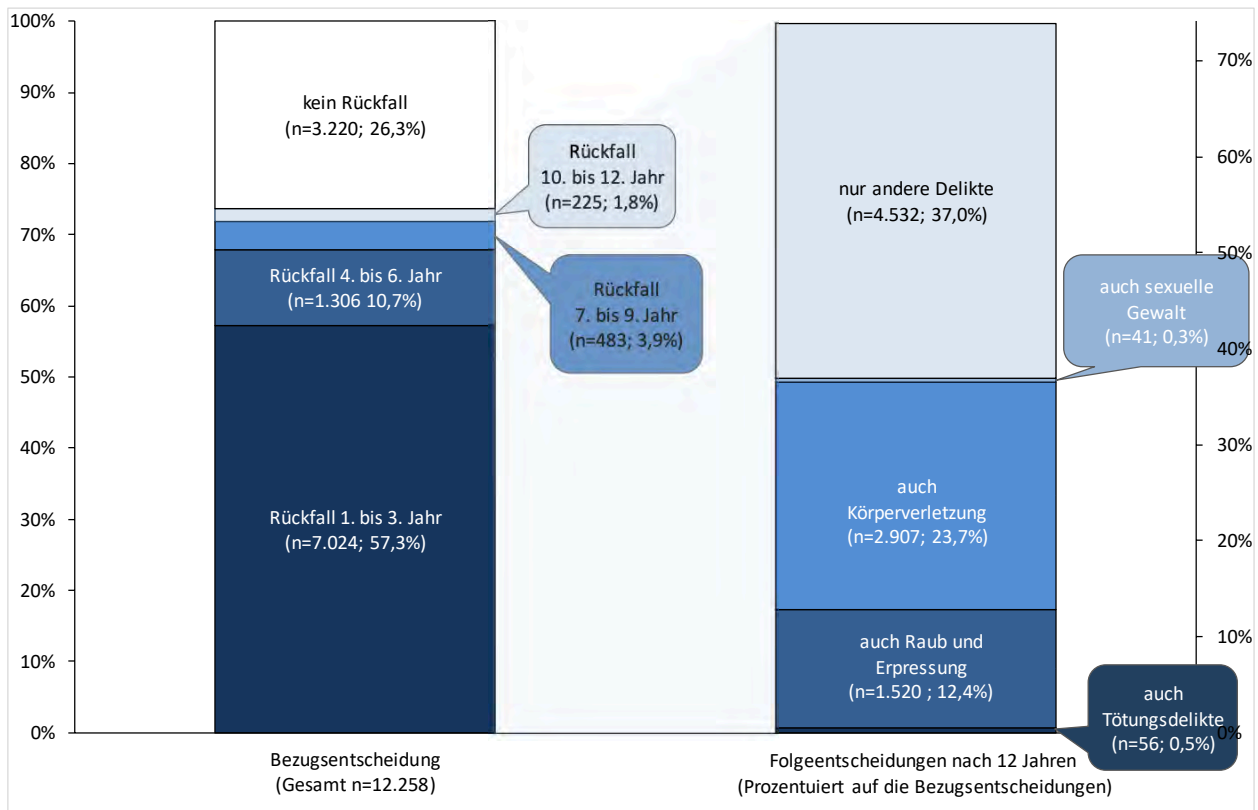 100%
90%
80%
70%
60%
50%
40%
30%
20%
10%
0%
kein Rückfall
(n=3.220; 26,3%)
Rückfall
10. bis 12. Jahr
(n=225; 1,8%)
Rückfall
7. bis 9. Jahr
(n=483; 3,9%)
Rückfall 4. bis 6. Jahr
(n=1.306 10,7%)
Rückfall 1. bis 3. Jahr
(n=7.024; 57,3%)
Bezugsentscheidung
(Gesamt n=12.258)
nur andere Delikte
(n=4.532; 37,0%)
auch sexuelle
Gewalt
(n=41; 0,3%)
auch
Körperverletzung
(n=2.907; 23,7%)
auch Raub und
Erpressung
(n=1.520 ; 12,4%)
auch
Tötungsdelikte
(n=56; 0,5%)
Folgeentscheidungen nach 12 Jahren
(Prozentuiert auf die Bezugsentscheidungen)
70%
60%
50%
40%
30%
20%
10%
0%